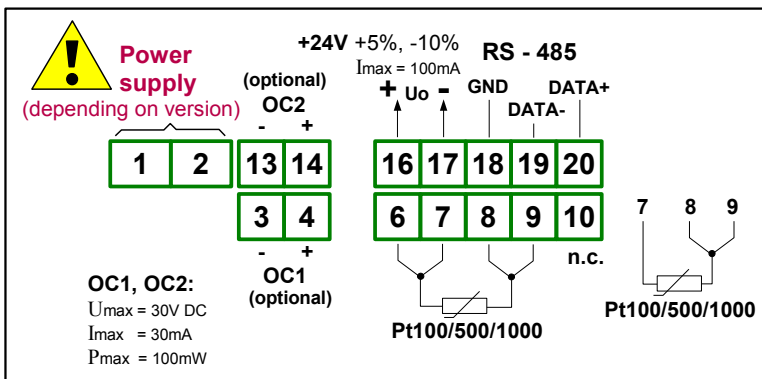 +24V +5%, -10%
Imax = 100mA
RS - 485
Power
supply
(depending on version)
(optional)
OC2
- +
+ Uo -
GND
DATA-
DATA+
1 2 13 14 16 17 18 19 20
3 4 6 7 8 9 10
- +
OC1
(optional)
n.c.
7 8 9
OC1, OC2:
Umax = 30V DC
Imax = 30mA
Pmax = 100mW
Pt100/500/1000
Pt100/500/1000